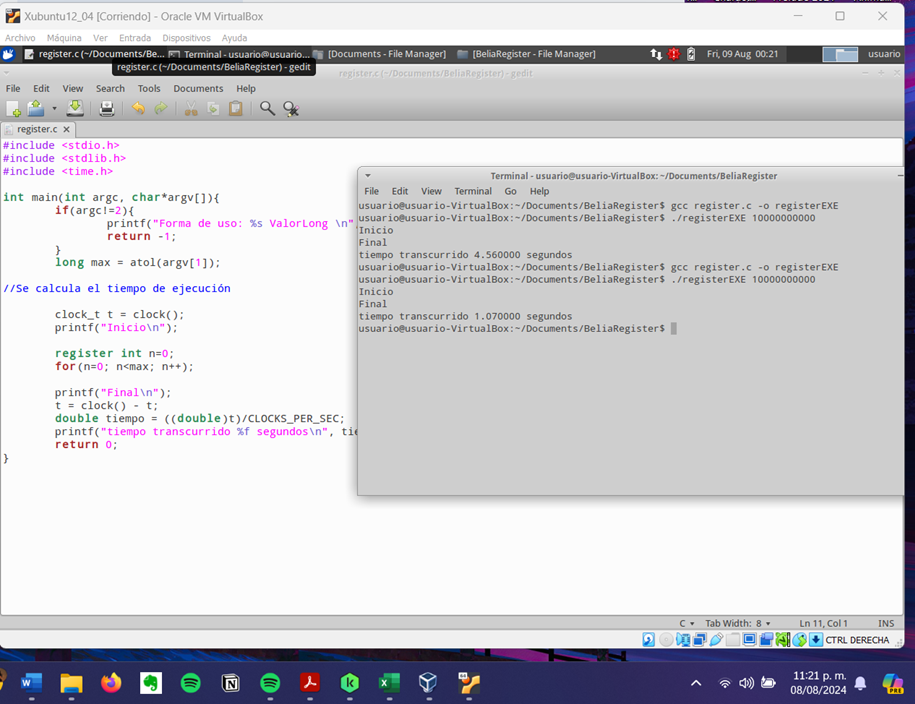 Xubuntu12_04 [Corriendo] - Oracle VM VirtualBox
Archivo Máquina Ver Entrada Dispositivos Ayuda
register.c (~/Documents/Be... Terminal - usuario@usuario... [Documents - File Manager] [BeliaRegister - File Manager] Fri, 09 Aug 00:21 usuario
register.c (~/Documents/BeliaRegister) - gedit
register.c (~/Documents/BeliaRegister) - gedit
File Edit View Search Tools Documents Help
register.c
#include <stdio.h>
#include <stdlib.h>
#include <time.h>
int main(int argc, char*argv[]){
if(argc!=2){
printf("Forma de uso: %s ValorLong \n"
return -1;
}
long max = atol(argv[1]);
//Se calcula el tiempo de ejecución
clock_t t = clock();
printf("Inicio\n");
register int n=0;
for(n=0; n<max; n++);
printf("Final\n");
t = clock() - t;
double tiempo = ((double)t)/CLOCKS_PER_SEC;
printf("tiempo transcurrido %f segundos\n", tie
return 0;
}
Terminal - usuario@usuario-VirtualBox: ~/Documents/BeliaRegister
File Edit View Terminal Go Help
usuario@usuario-VirtualBox:~/Documents/BeliaRegister$ gcc register.c -o registerEXE
usuario@usuario-VirtualBox:~/Documents/BeliaRegister$ ./registerEXE 10000000000
Inicio
Final
tiempo transcurrido 4.560000 segundos
usuario@usuario-VirtualBox:~/Documents/BeliaRegister$ gcc register.c -o registerEXE
usuario@usuario-VirtualBox:~/Documents/BeliaRegister$ ./registerEXE 10000000000
Inicio
Final
tiempo transcurrido 1.070000 segundos
usuario@usuario-VirtualBox:~/Documents/BeliaRegister$
C Tab Width: 8 Ln 11, Col 1 INS
CTRL DERECHA
11:21 p. m.
08/08/2024
PRE